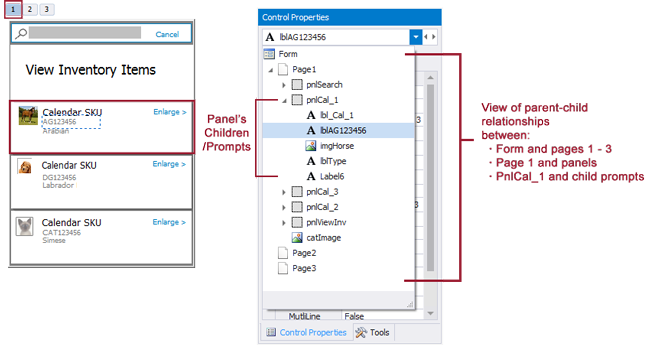 1 2 3
Cancel
View Inventory Items
Calendar SKU
AG123456
Arabian
Enlarge >
Calendar SKU
DG123456
Labrador
Enlarge >
Calendar SKU
CAT123456
Simese
Enlarge >
Panel's
Children
/Prompts
Control Properties
A lblAG123456
Form
Page1
pnlSearch
pnlCal_1
A lbl_Cal_1
A lblAG123456
imgHorse
A lblType
A Label6
pnlCal_3
pnlCal_2
pnlViewInv
catImage
Page2
Page3
3
3
MutliLine False
Control Properties Tools
View of parent-child
relationships
between:
· Form and pages 1 - 3
· Page 1 and panels
· PnlCal_1 and child prompts